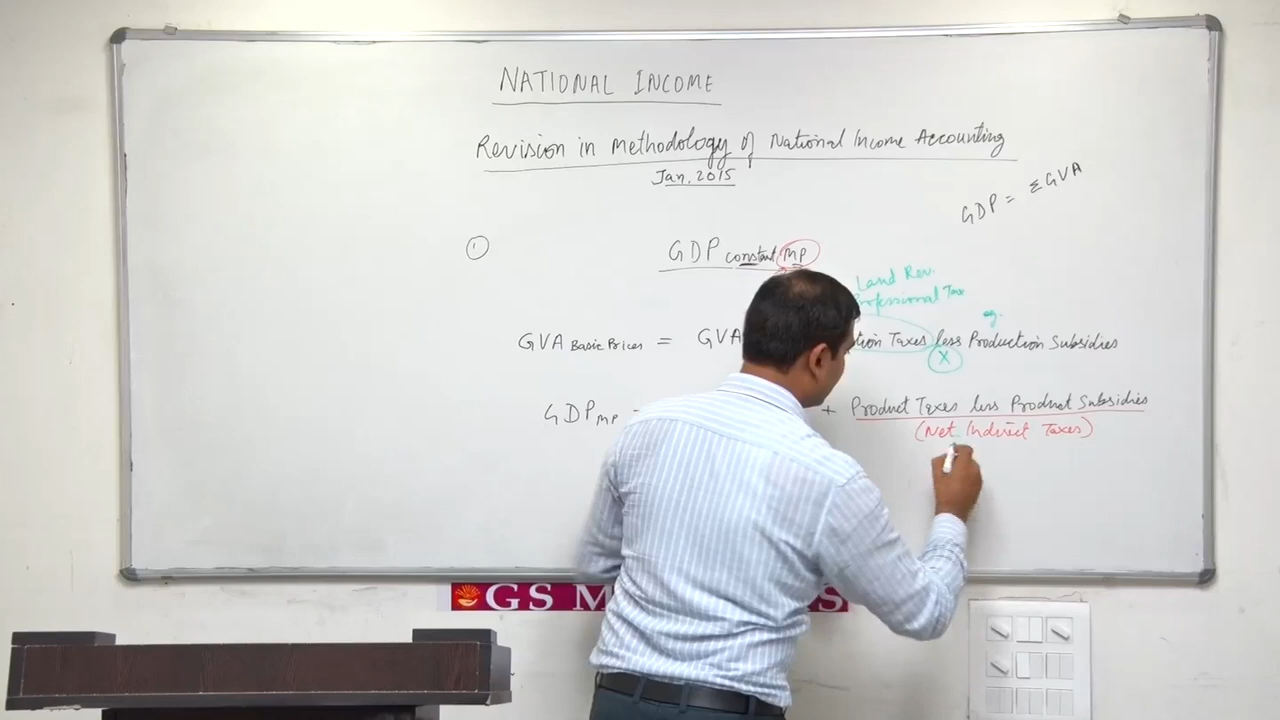 NATIONAL INCOME
Revision in Methodology of National Income Accounting
Jan. 2015
GDP = ΣGVA
①
GDP constant MP
Land Rev.
Professional Tax
eg.
GVA Basic Prices = GVA Taxes less Production Subsidies
X
GDP MP = + Product Taxes less Product Subsidies
(Net Indirect Taxes)
GS